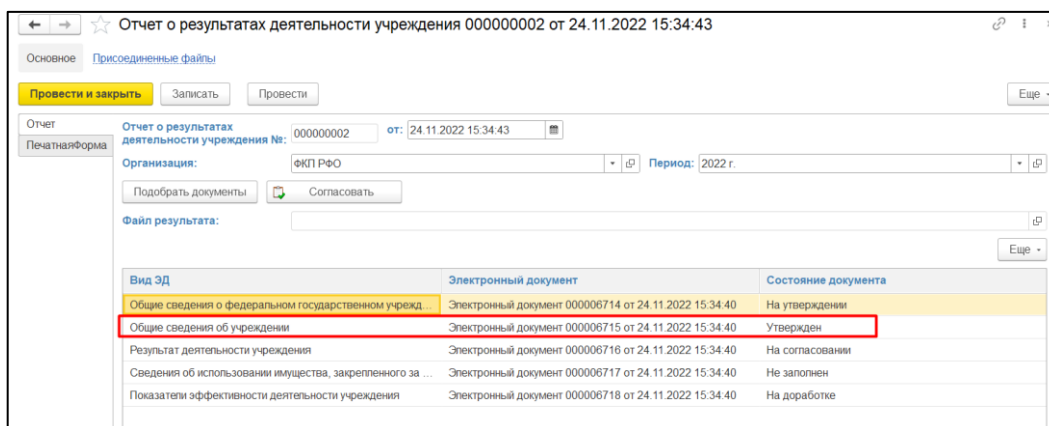 Отчет о результатах деятельности учреждения 000000002 от 24.11.2022 15:34:43
Основное Присоединенные файлы
Провести и закрыть Записать Провести Еще
Отчет
ПечатнаяФорма
Отчет о результатах деятельности учреждения №: 000000002 от: 24.11.2022 15:34:43
Организация: ФКП РФО Период: 2022 г.
Подобрать документы Согласовать
Файл результата:
Еще
Вид ЭД Электронный документ Состояние документа
Общие сведения о федеральном государственном учрежд... Электронный документ 000006714 от 24.11.2022 15:34:40 На утверждении
Общие сведения об учреждении Электронный документ 000006715 от 24.11.2022 15:34:40 Утвержден
Результат деятельности учреждения Электронный документ 000006716 от 24.11.2022 15:34:40 На согласовании
Сведения об использовании имущества, закрепленного за ... Электронный документ 000006717 от 24.11.2022 15:34:40 Не заполнен
Показатели эффективности деятельности учреждения Электронный документ 000006718 от 24.11.2022 15:34:40 На доработке